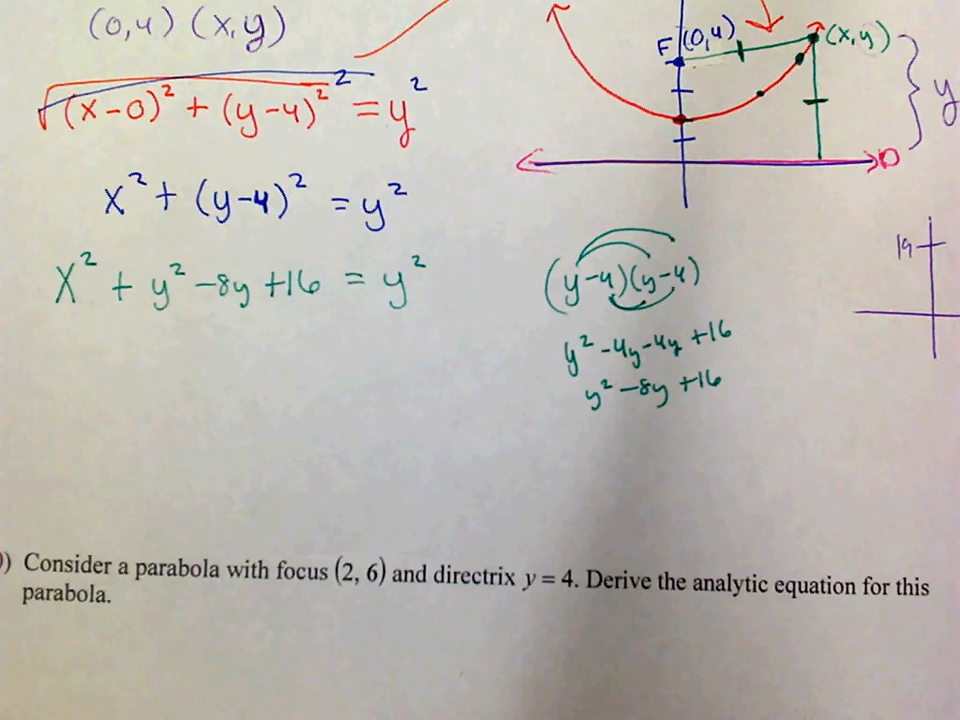 (0,4) (x,y)
√(x-0)² + (y-4)² ² = y²
x² + (y-4)² = y²
x² + y² -8y +16 = y²
F (0,4) (x,y)
y
D
(y-4)(y-4)
y² -4y -4y +16
y² -8y +16
19
) Consider a parabola with focus (2, 6) and directrix y = 4. Derive the analytic equation for this
parabola.